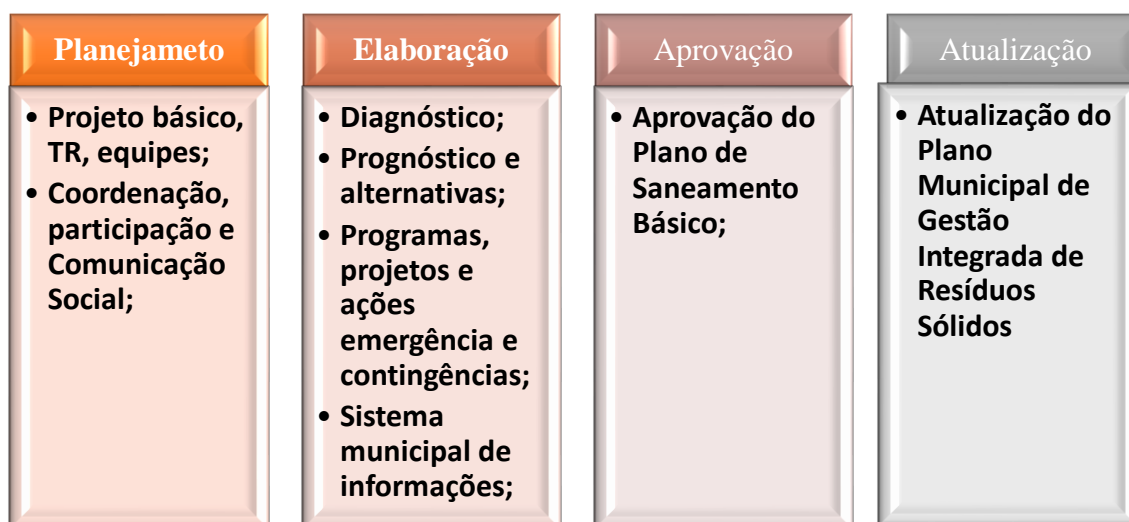 Planejameto
• Projeto básico,
TR, equipes;
• Coordenação,
participação e
Comunicação
Social;
Elaboração
• Diagnóstico;
• Prognóstico e
alternativas;
• Programas,
projetos e
ações
emergência e
contingências;
• Sistema
municipal de
informações;
Aprovação
• Aprovação do
Plano de
Saneamento
Básico;
Atualização
• Atualização do
Plano
Municipal de
Gestão
Integrada de
Resíduos
Sólidos